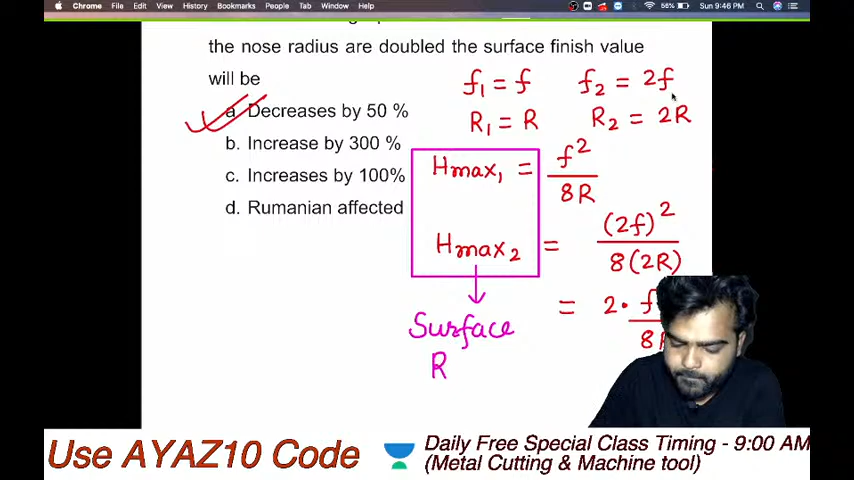 Chrome File Edit View History Bookmarks People Tab Window Help 56% Sun 9:46 PM
the nose radius are doubled the surface finish value
will be
a. Decreases by 50 %
b. Increase by 300 %
c. Increases by 100%
d. Rumanian affected
f₁ = f f₂ = 2f
R₁ = R R₂ = 2R
Hmax₁ = f² / 8R
Hmax₂ = (2f)² / 8(2R)
= 2 · f / 8
Surface
R
Use AYAZ10 Code
Daily Free Special Class Timing - 9:00 AM
(Metal Cutting & Machine tool)